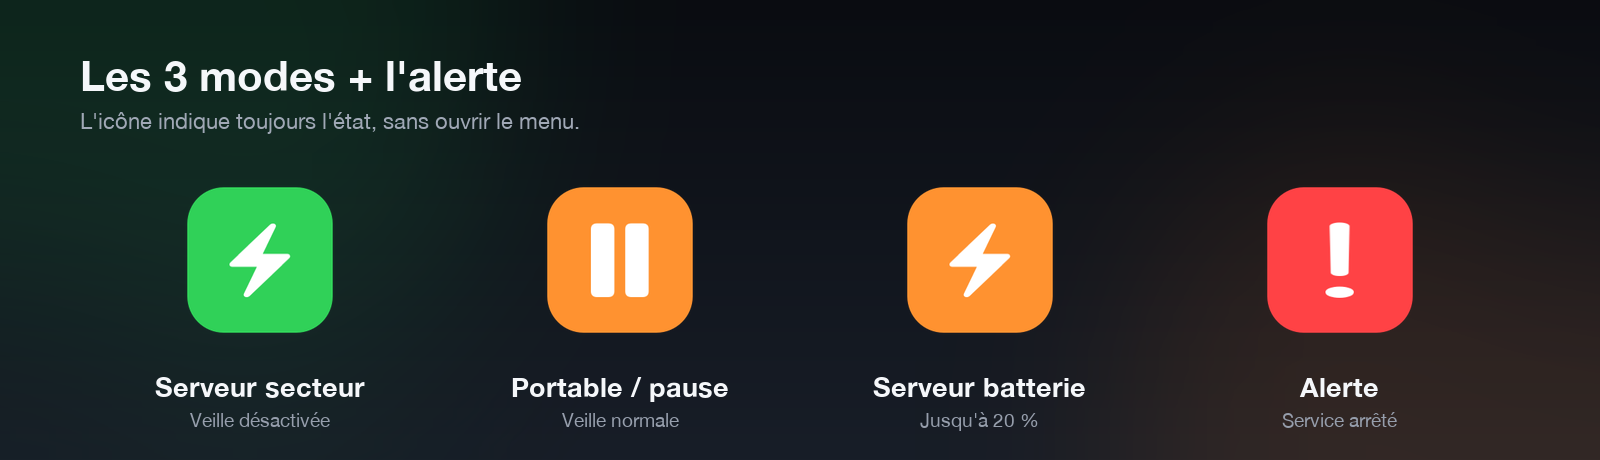 Les 3 modes + l'alerte
L'icône indique toujours l'état, sans ouvrir le menu.
Serveur secteur
Veille désactivée
Portable / pause
Veille normale
Serveur batterie
Jusqu'à 20 %
Alerte
Service arrêté